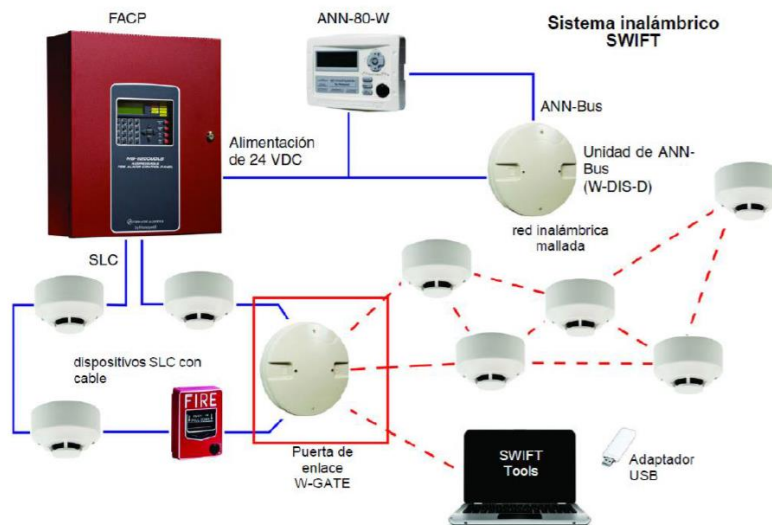 FACP
ANN-80-W
Sistema inalámbrico
SWIFT
ANN-Bus
Alimentación
de 24 VDC
Unidad de ANN-
Bus
(W-DIS-D)
red inalámbrica
mallada
SLC
dispositivos SLC con
cable
FIRE
Puerta de
enlace
W-GATE
SWIFT
Tools
Adaptador
USB